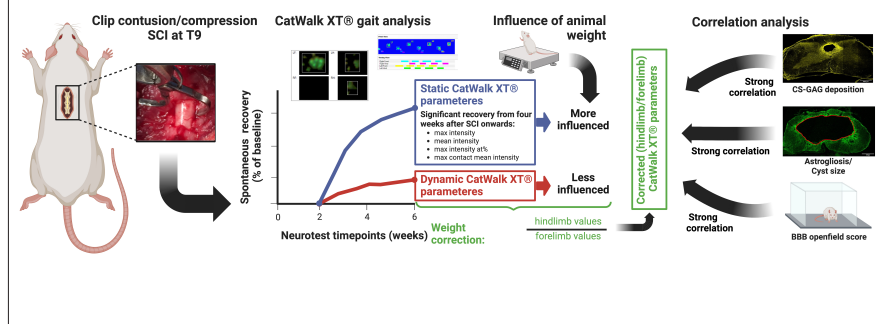 Clip contusion/compression
SCI at T9
CatWalk XT® gait analysis
Influence of animal
weight
Correlation analysis
Spontaneous recovery
(% of baseline)
Static CatWalk XT®
parameteres
Significant recovery from four
weeks after SCI onwards:
• max intensity
• mean intensity
• max intensity at%
• max contact mean intensity
Dynamic CatWalk XT®
parameteres
More
influenced
Less
influenced
0
2
4
6
Neurotest timepoints (weeks)
Weight
correction:
hindlimb values
forelimb values
Corrected (hindlimb/forelimb)
CatWalk XT® parameters
Strong
correlation
CS-GAG deposition
Strong correlation
Astrogliosis/
Cyst size
Strong
correlation
BBB openfield score